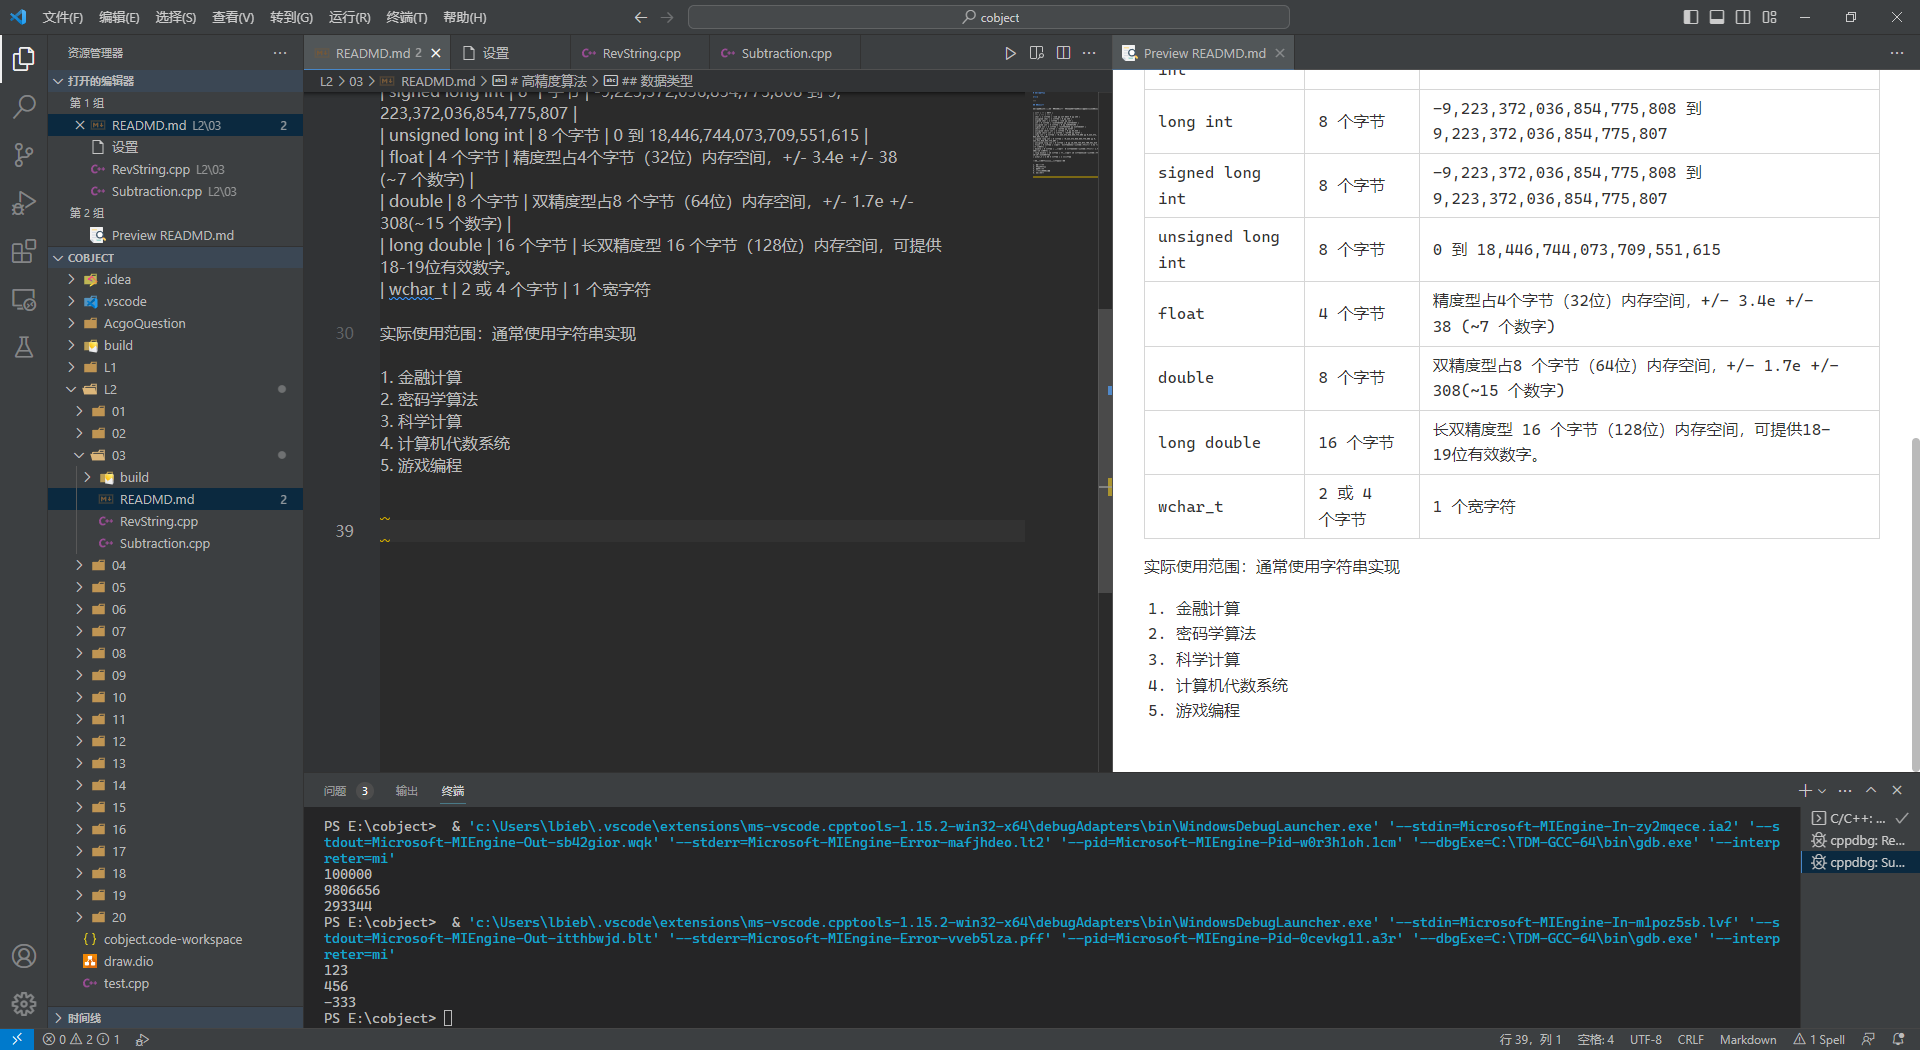 文件(F) 编辑(E) 选择(S) 查看(V) 转到(G) 运行(R) 终端(T) 帮助(H)
cobject
资源管理器
打开的编辑器
第 1 组
READMD.md L2\03 2
设置
RevString.cpp L2\03
Subtraction.cpp L2\03
第 2 组
Preview READMD.md
COBJECT
.idea
.vscode
AcgoQuestion
build
L1
L2
01
02
03
build
READMD.md 2
RevString.cpp
Subtraction.cpp
04
05
06
07
08
09
10
11
12
13
14
15
16
17
18
19
20
cobject.code-workspace
draw.dio
test.cpp
时间线
READMD.md 2 设置 RevString.cpp Subtraction.cpp
L2 > 03 > READMD.md > # 高精度算法 > ## 数据类型
| signed long int | 8 个字节 | -9,223,372,036,854,775,808 到 9,
223,372,036,854,775,807 |
| unsigned long int | 8 个字节 | 0 到 18,446,744,073,709,551,615 |
| float | 4 个字节 | 精度型占4个字节（32位）内存空间，+/- 3.4e +/- 38
(~7 个数字) |
| double | 8 个字节 | 双精度型占8 个字节（64位）内存空间，+/- 1.7e +/-
308(~15 个数字) |
| long double | 16 个字节 | 长双精度型 16 个字节（128位）内存空间，可提供
18-19位有效数字。
| wchar_t | 2 或 4 个字节 | 1 个宽字符
30 实际使用范围：通常使用字符串实现
1. 金融计算
2. 密码学算法
3. 科学计算
4. 计算机代数系统
5. 游戏编程
39
Preview READMD.md
int
long int 8 个字节 -9,223,372,036,854,775,808 到
9,223,372,036,854,775,807
signed long
int 8 个字节 -9,223,372,036,854,775,808 到
9,223,372,036,854,775,807
unsigned long
int 8 个字节 0 到 18,446,744,073,709,551,615
float 4 个字节 精度型占4个字节（32位）内存空间，+/- 3.4e +/-
38 (~7 个数字)
double 8 个字节 双精度型占8 个字节（64位）内存空间，+/- 1.7e +/-
308(~15 个数字)
long double 16 个字节 长双精度型 16 个字节（128位）内存空间，可提供18-
19位有效数字。
wchar_t 2 或 4
个字节 1 个宽字符
实际使用范围：通常使用字符串实现
1. 金融计算
2. 密码学算法
3. 科学计算
4. 计算机代数系统
5. 游戏编程
问题 3 输出 终端
PS E:\cobject>  & 'c:\Users\lbieb\.vscode\extensions\ms-vscode.cpptools-1.15.2-win32-x64\debugAdapters\bin\WindowsDebugLauncher.exe' '--stdin=Microsoft-MIEngine-In-zy2mqece.ia2' '--s
tdout=Microsoft-MIEngine-Out-sb42gior.wqk' '--stderr=Microsoft-MIEngine-Error-mafjhdeo.lt2' '--pid=Microsoft-MIEngine-Pid-w0r3h1oh.1cm' '--dbgExe=C:\TDM-GCC-64\bin\gdb.exe' '--interp
reter=mi'
100000
9806656
293344
PS E:\cobject>  & 'c:\Users\lbieb\.vscode\extensions\ms-vscode.cpptools-1.15.2-win32-x64\debugAdapters\bin\WindowsDebugLauncher.exe' '--stdin=Microsoft-MIEngine-In-m1poz5sb.lvf' '--s
tdout=Microsoft-MIEngine-Out-itthbwjd.blt' '--stderr=Microsoft-MIEngine-Error-vveb5lza.pff' '--pid=Microsoft-MIEngine-Pid-0cevkg11.a3r' '--dbgExe=C:\TDM-GCC-64\bin\gdb.exe' '--interp
reter=mi'
123
456
-333
PS E:\cobject>
C/C++: ...
cppdbg: Re...
cppdbg: Su...
0 2 1
行 39，列 1 空格: 4 UTF-8 CRLF Markdown 1 Spell